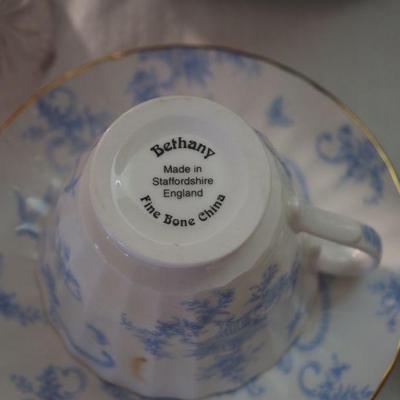 Bethany
Made in
Staffordshire
England
Fine Bone China